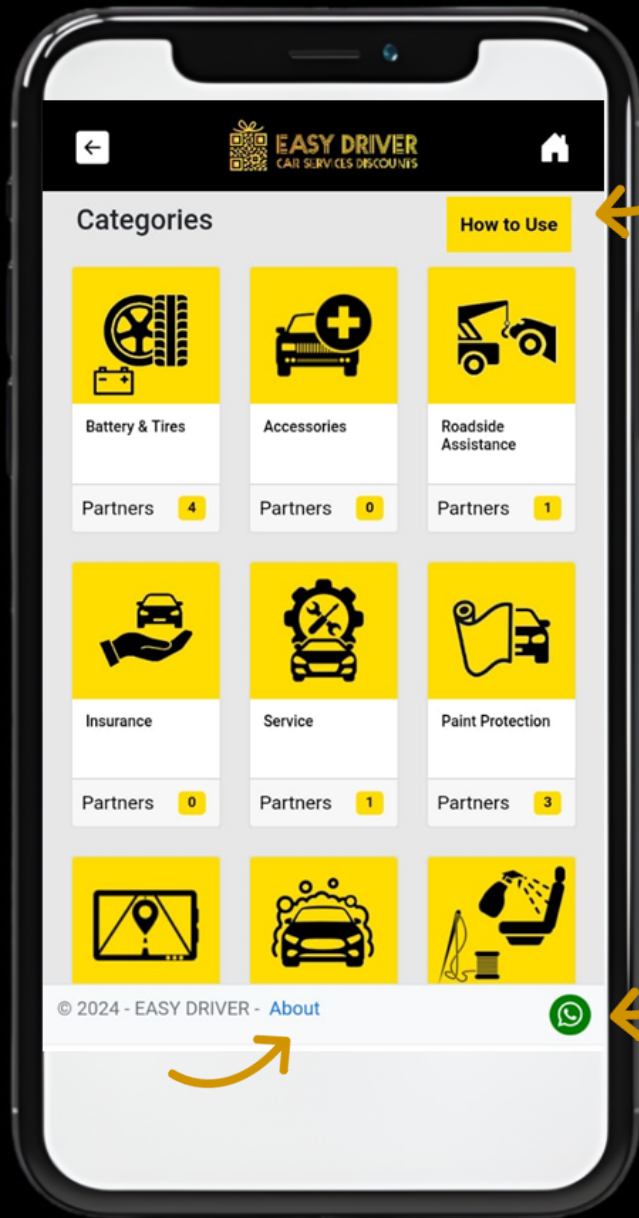 EASY DRIVER
CAR SERVICES DISCOUNTS
Categories
How to Use
Battery & Tires
Accessories
Roadside
Assistance
Partners 4
Partners 0
Partners 1
Insurance
Service
Paint Protection
Partners 0
Partners 1
Partners 3
© 2024 - EASY DRIVER - About